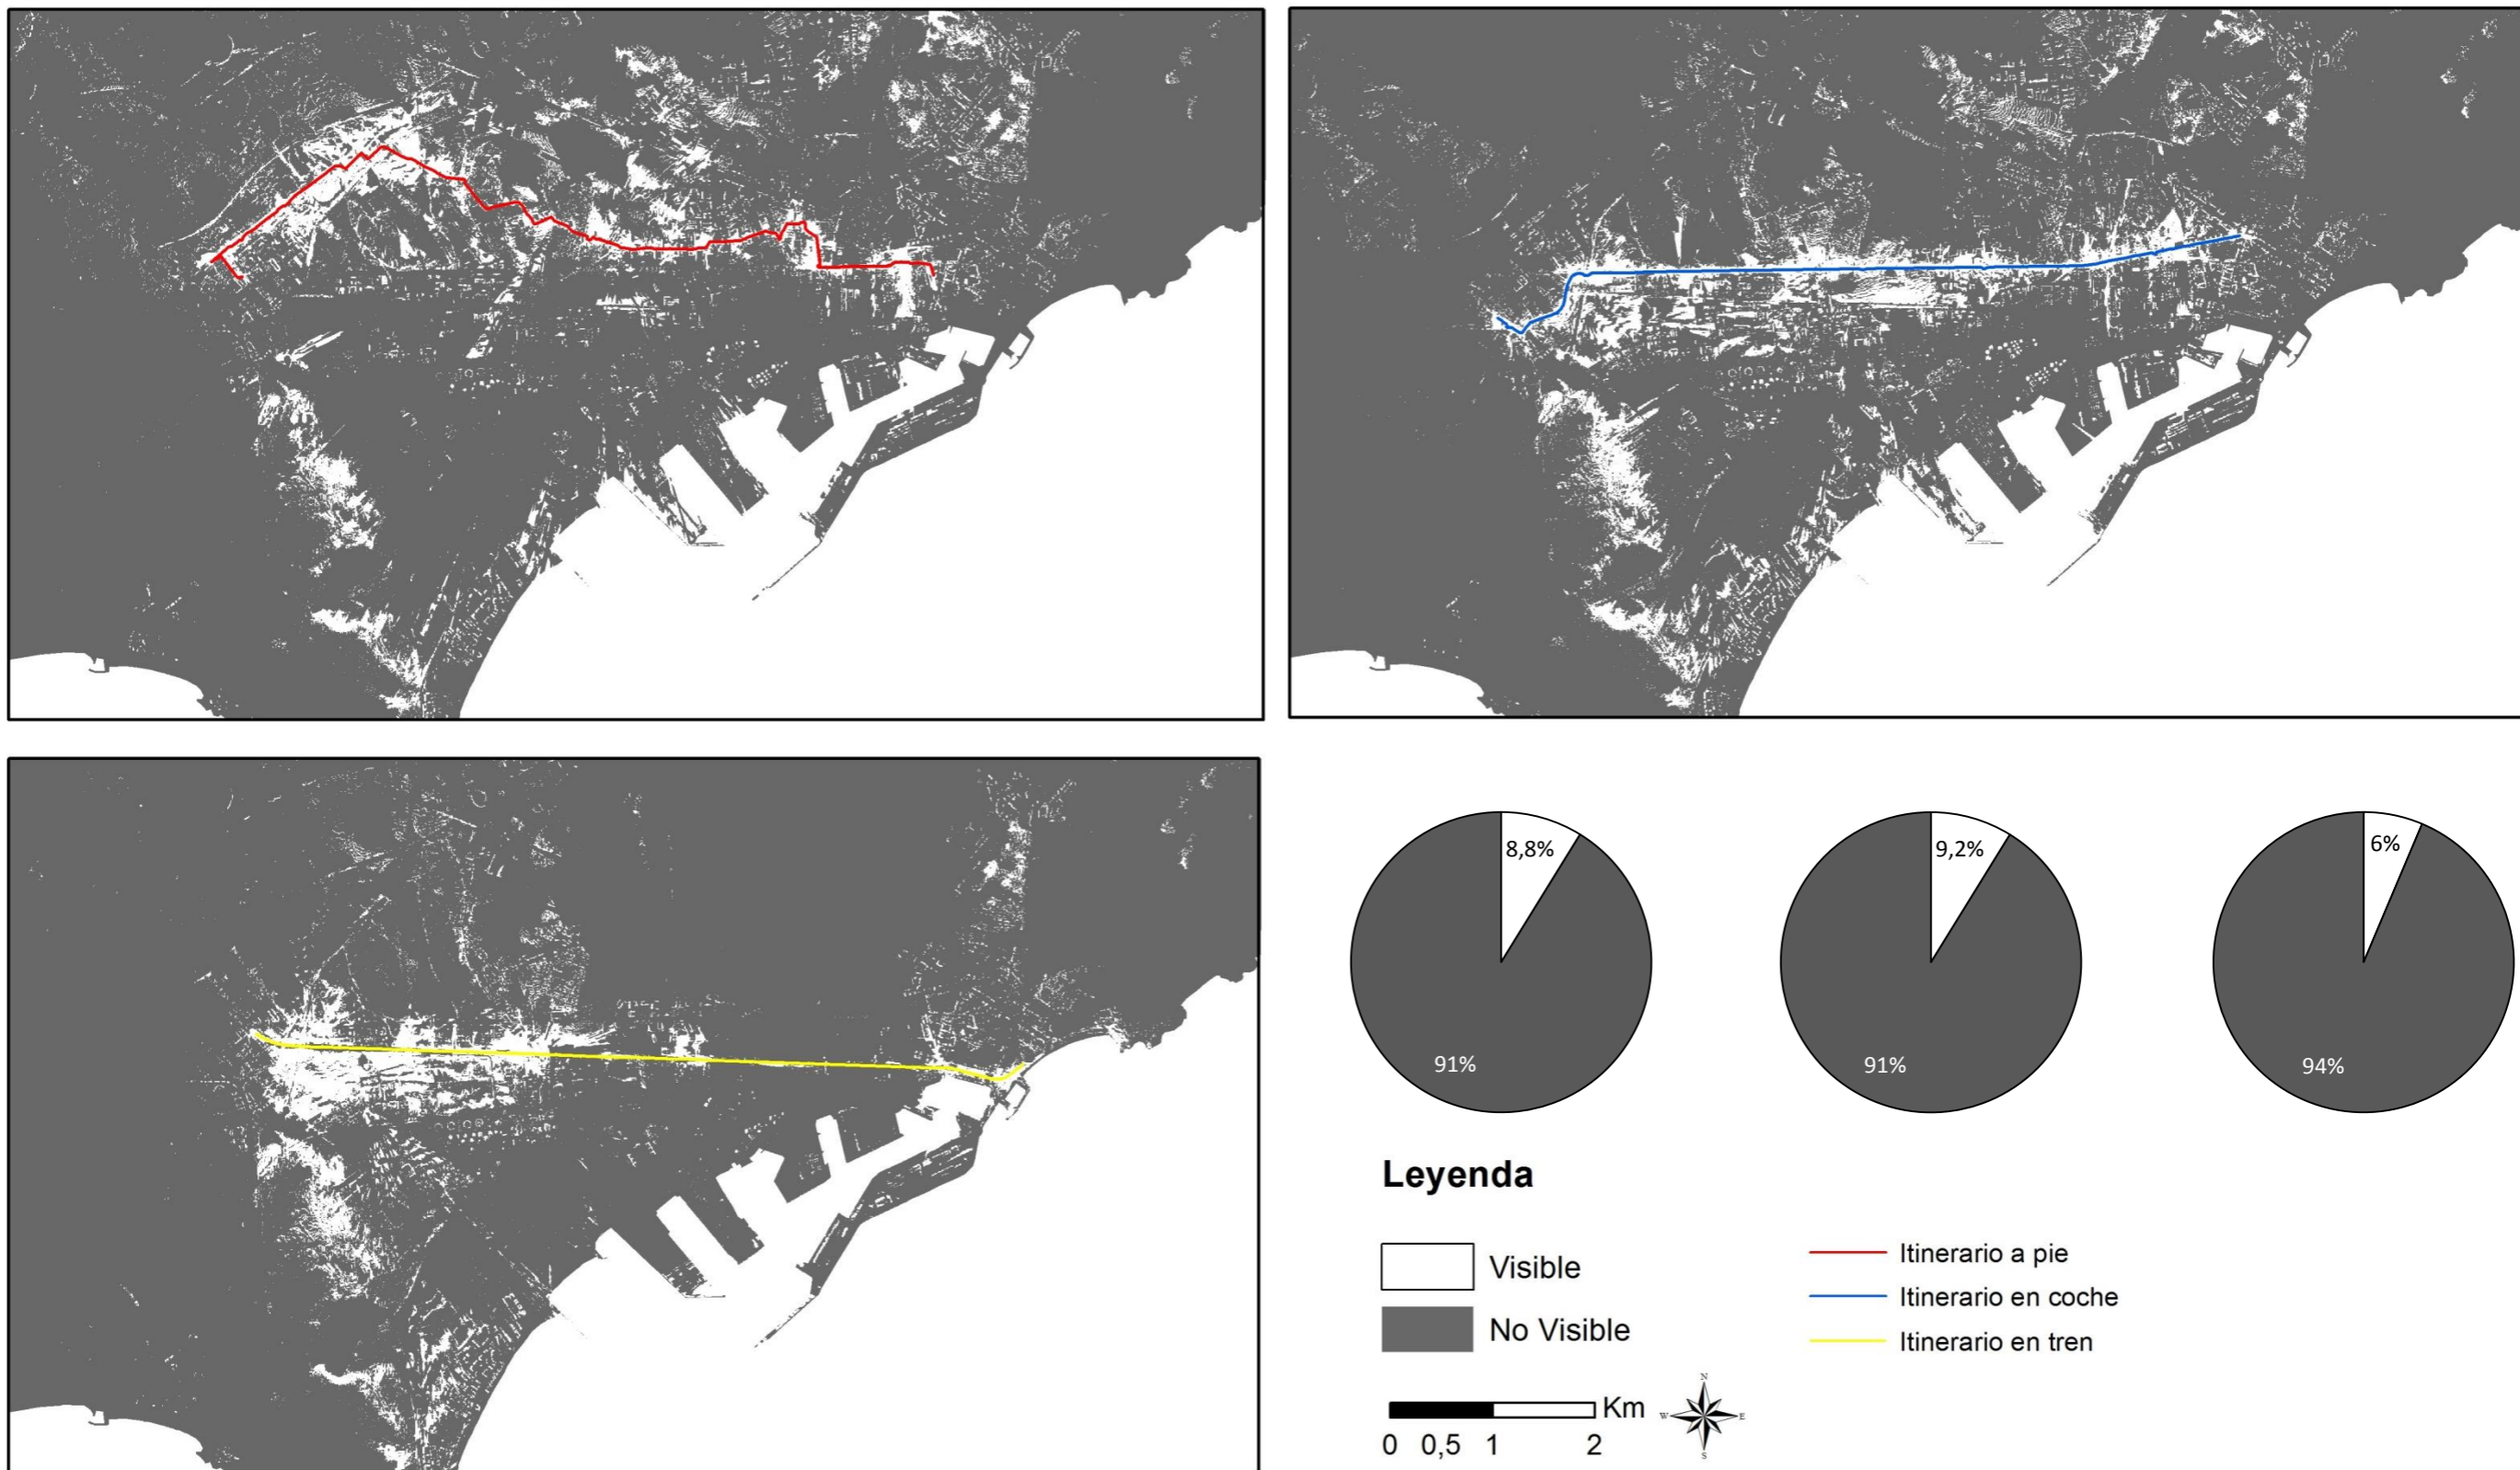 8,8%
91%
9,2%
91%
6%
94%
Leyenda
Visible
No Visible
Itinerario a pie
Itinerario en coche
Itinerario en tren
Km
0 0,5 1 2
N
W E
S